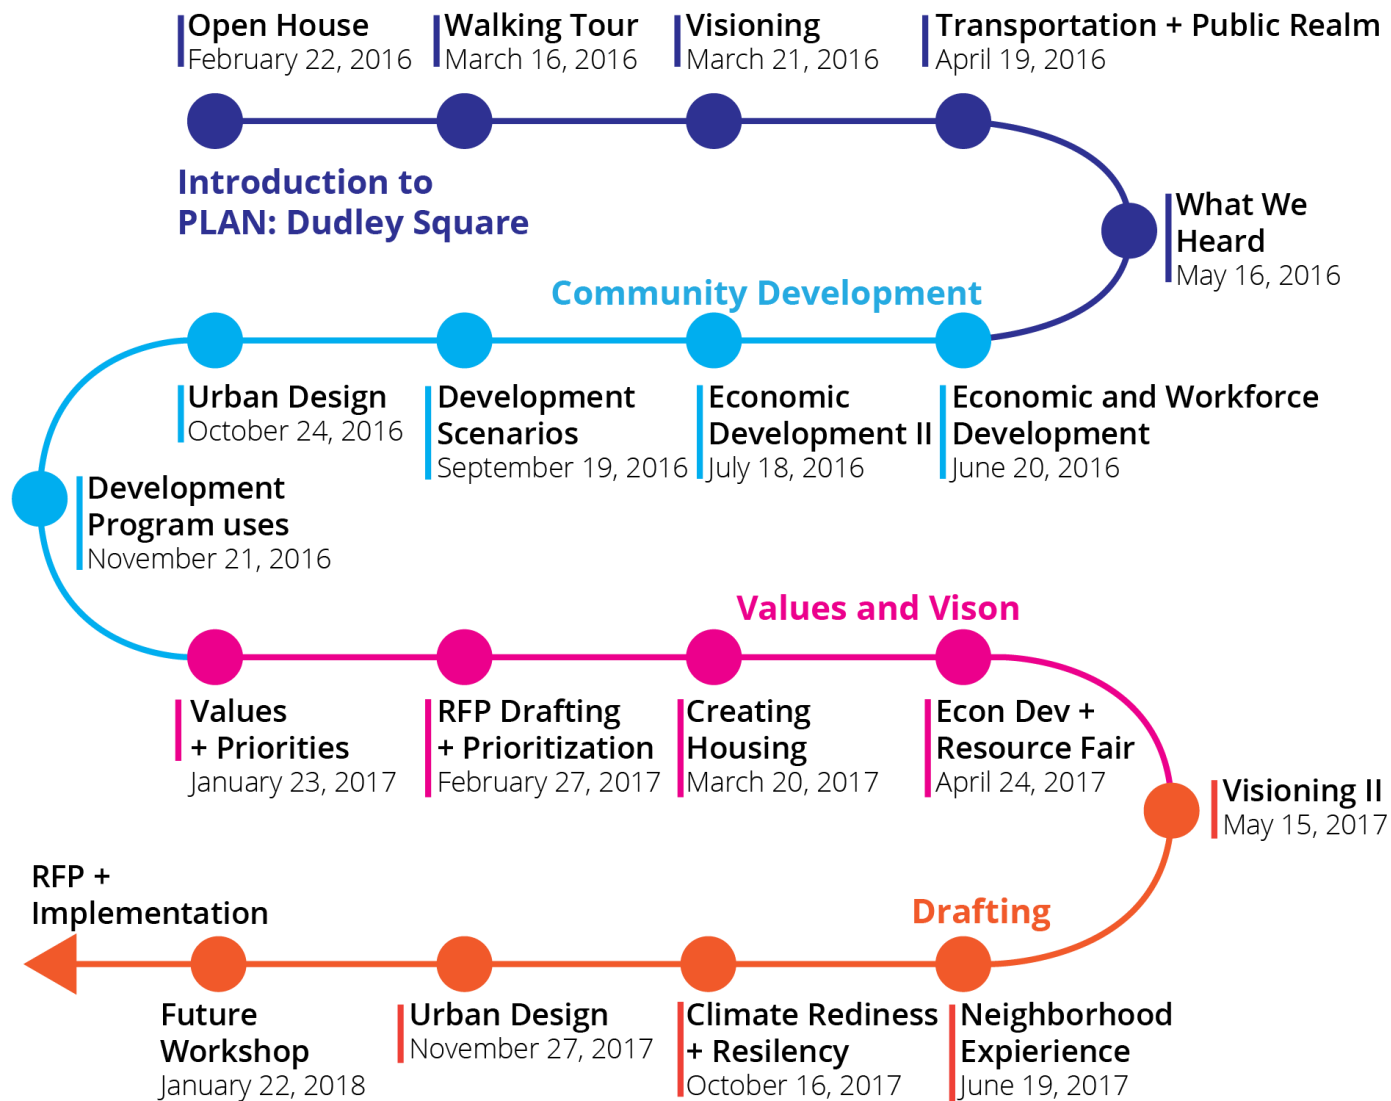 Open House
February 22, 2016
Walking Tour
March 16, 2016
Visioning
March 21, 2016
Transportation + Public Realm
April 19, 2016
Introduction to
PLAN: Dudley Square
What We
Heard
May 16, 2016
Community Development
Economic and Workforce
Development
June 20, 2016
Economic
Development II
July 18, 2016
Development
Scenarios
September 19, 2016
Urban Design
October 24, 2016
Development
Program uses
November 21, 2016
Values and Vison
Values
+ Priorities
January 23, 2017
RFP Drafting
+ Prioritization
February 27, 2017
Creating
Housing
March 20, 2017
Econ Dev +
Resource Fair
April 24, 2017
Visioning II
May 15, 2017
Drafting
Neighborhood
Expierience
June 19, 2017
Climate Rediness
+ Resilency
October 16, 2017
Urban Design
November 27, 2017
Future
Workshop
January 22, 2018
RFP +
Implementation